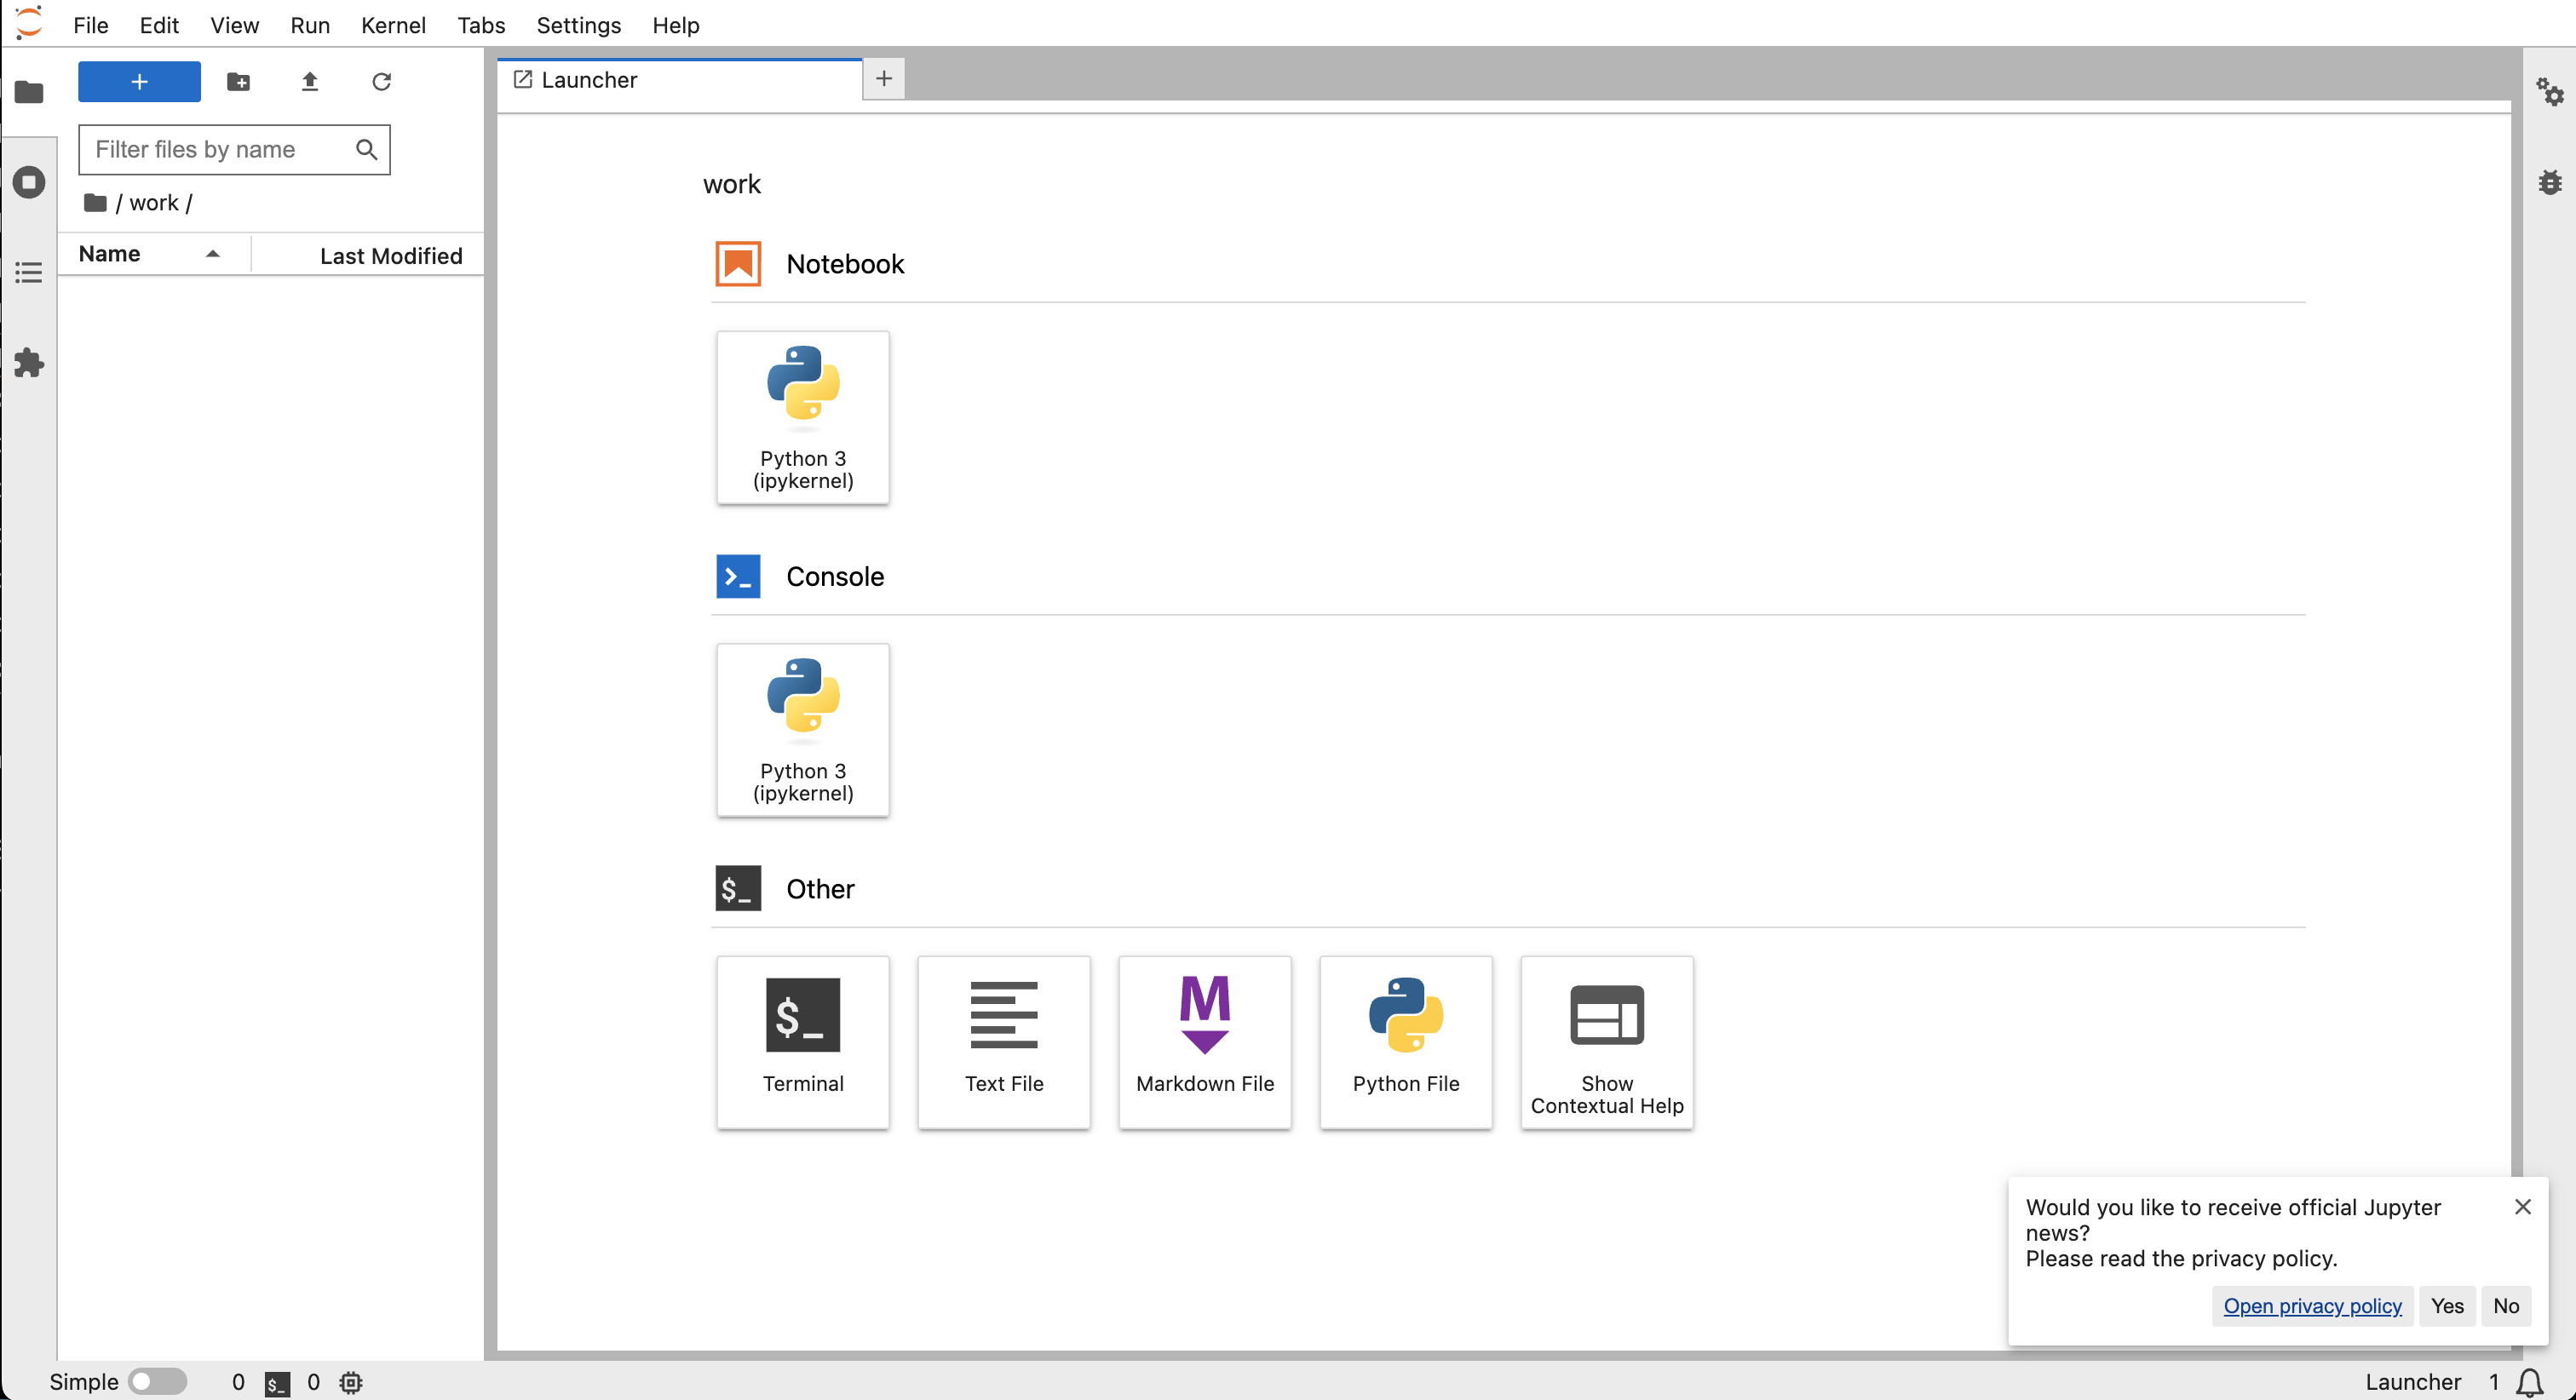 File Edit View Run Kernel Tabs Settings Help
Launcher
Filter files by name
/ work /
Name Last Modified
work
Notebook
Python 3
(ipykernel)
Console
Python 3
(ipykernel)
$_ Other
$_
Terminal
Text File
Markdown File
Python File
Show
Contextual Help
Would you like to receive official Jupyter
news?
Please read the privacy policy.
Open privacy policy Yes No
Simple 0 $_ 0 Launcher 1